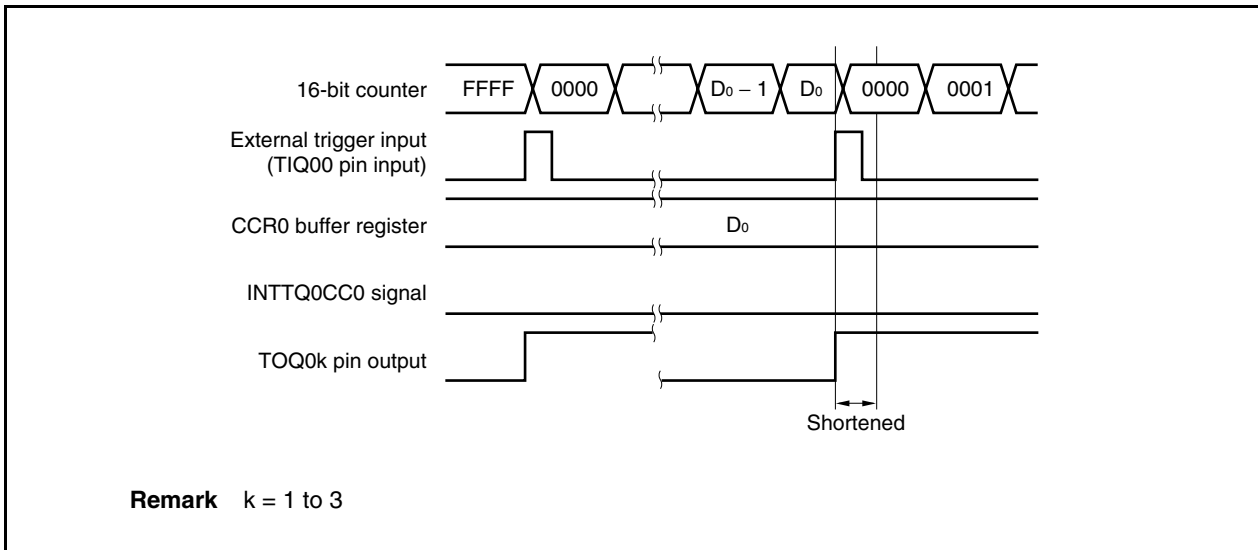 16-bit counter FFFF 0000 D0 − 1 D0 0000 0001
External trigger input
(TIQ00 pin input)
CCR0 buffer register D0
INTTQ0CC0 signal
TOQ0k pin output
Shortened
Remark k = 1 to 3